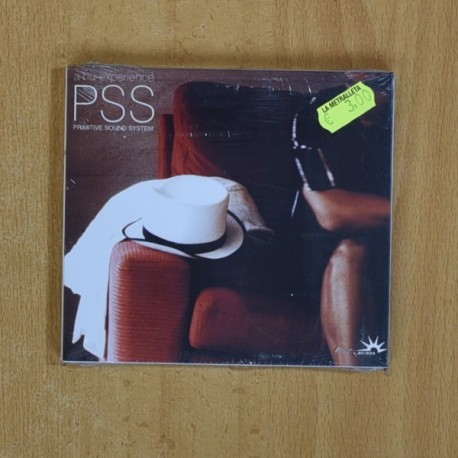 a nu experience
PSS
PRIMITIVE SOUND SYSTEM
LA METRALLETA
€ 3,00